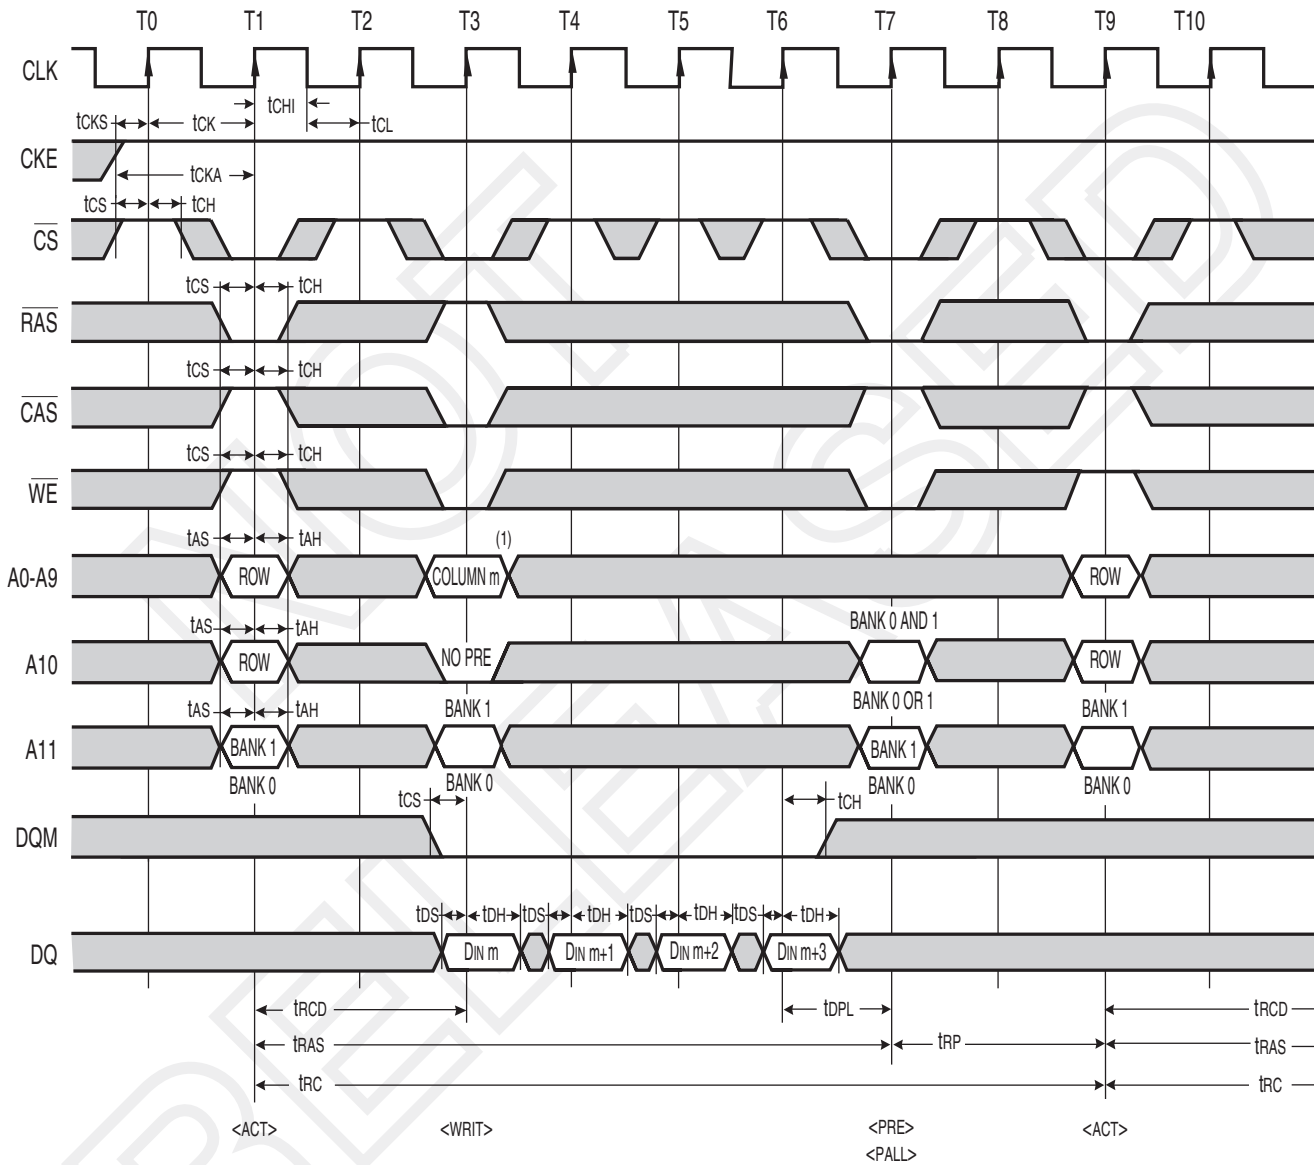 T0 T1 T2 T3 T4 T5 T6 T7 T8 T9 T10
CLK
tCHI
tCKS tCK tCL
CKE
tCKA
tCS tCH
CS
tCS tCH
RAS
tCS tCH
CAS
tCS tCH
WE
tAS tAH (1)
A0-A9 ROW COLUMN m ROW
BANK 0 AND 1
tAS tAH
A10 ROW NO PRE ROW
BANK 0 OR 1
tAS tAH BANK 1 BANK 1
A11 BANK 1 BANK 1
BANK 0 BANK 0 BANK 0 BANK 0
tCS tCH
DQM
tDS tDH tDS tDH tDS tDH tDS tDH
DQ DIN m DIN m+1 DIN m+2 DIN m+3
tRCD tDPL tRCD
tRAS tRP tRAS
tRC tRC
<ACT> <WRIT> <PRE> <ACT>
<PALL>
NOT
RELEASED